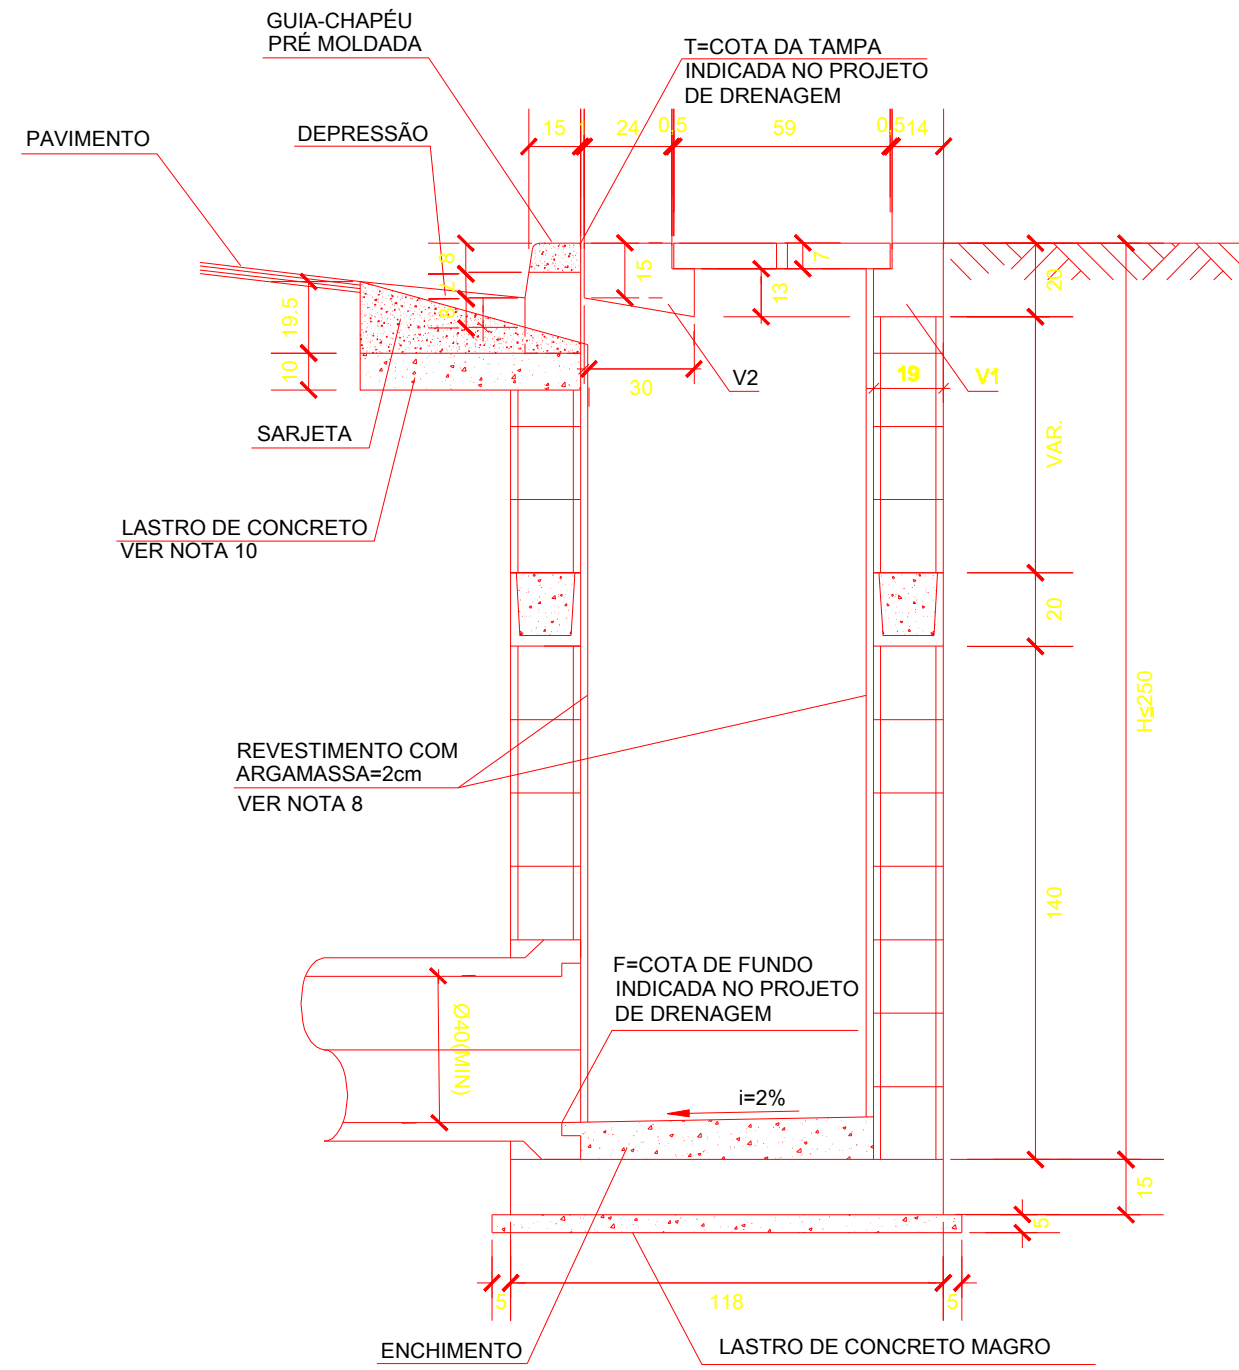 GUIA-CHAPÉU
PRÉ MOLDADA
T=COTA DA TAMPA
INDICADA NO PROJETO
DE DRENAGEM
PAVIMENTO
DEPRESSÃO
15
1
24
0,5
59
0,5
14
8
7
8
15
13
7
20
19.5
10
30
V2
19
V1
SARJETA
VAR.
LASTRO DE CONCRETO
VER NOTA 10
20
H≤250
REVESTIMENTO COM
ARGAMASSA=2cm
VER NOTA 8
140
F=COTA DE FUNDO
INDICADA NO PROJETO
DE DRENAGEM
Ø40(MIN)
i=2%
15
5
5
118
5
ENCHIMENTO
LASTRO DE CONCRETO MAGRO